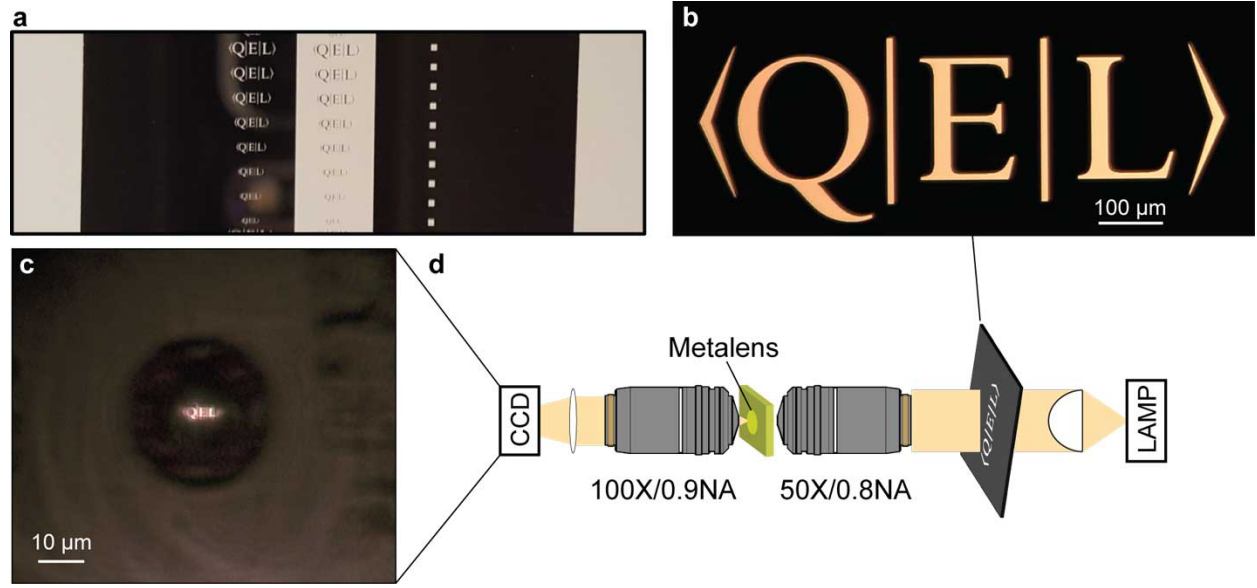 a
⟨Q|E|L⟩
⟨Q|E|L⟩
⟨Q|E|L⟩
⟨Q|E|L⟩
⟨Q|E|L⟩
⟨Q|E|L⟩
⟨Q|E|L⟩
⟨Q|E|L⟩ ⟨Q|E|L⟩
⟨Q|E|L⟩ ⟨Q|E|L⟩
b
⟨Q|E|L⟩
100 µm
c
QEL
10 µm
d
Metalens
CCD
100X/0.9NA
50X/0.8NA
⟨Q|E|L⟩
LAMP